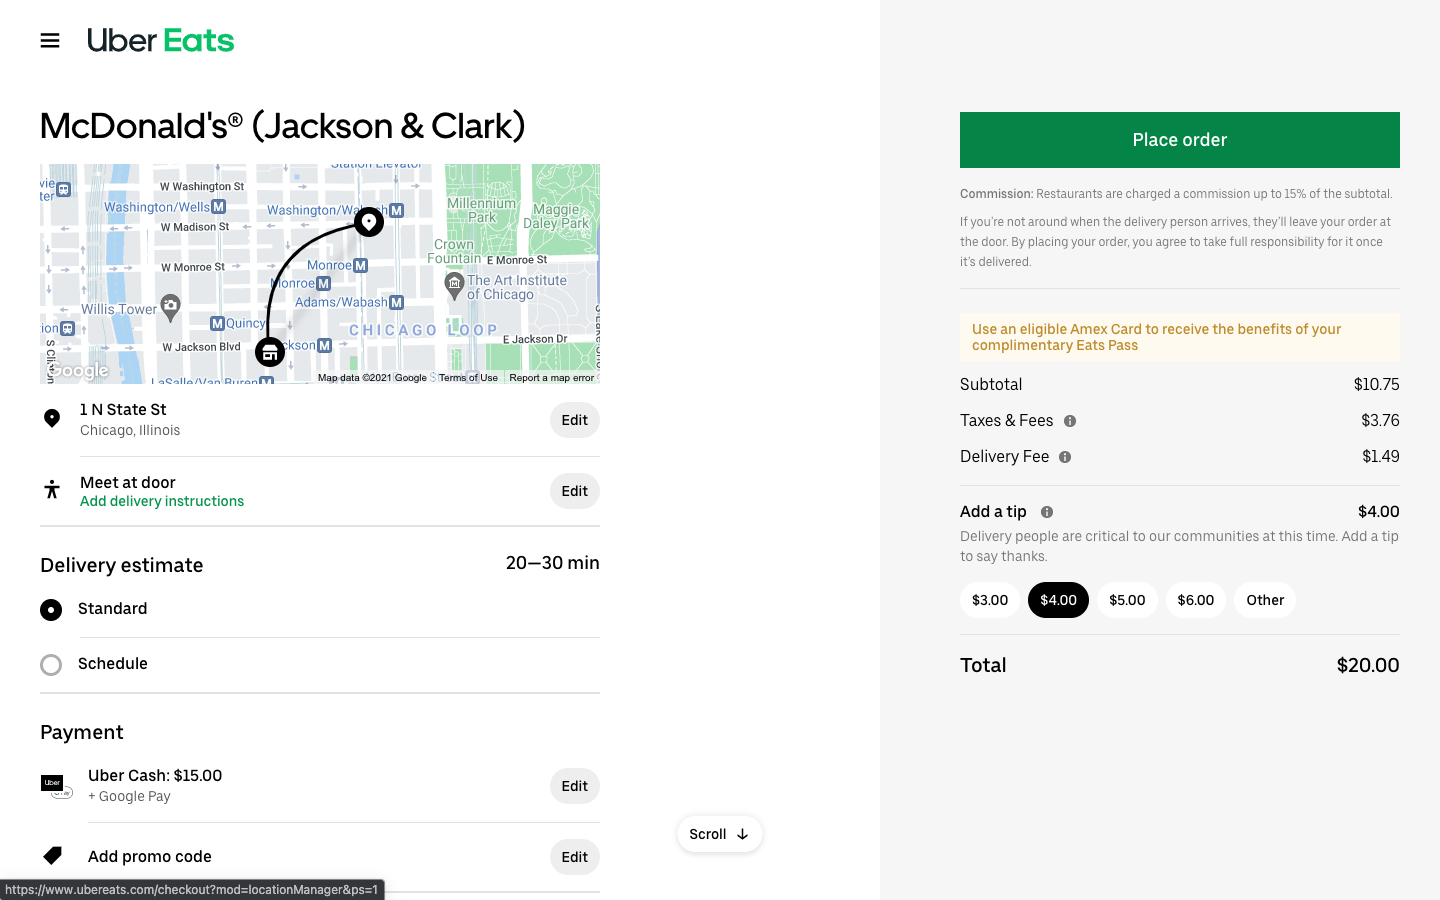 Uber Eats
McDonald's® (Jackson & Clark)
Station Elevator
W Washington St
Washington/Wells M
Washington/Wabash M
W Madison St
Millennium
Park
Maggie
Daley Park
Crown
Fountain
W Monroe St
Monroe M
E Monroe St
Monroe M
The Art Institute
of Chicago
Adams/Wabash M
Willis Tower
M Quincy
CHICAGO LOOP
W Jackson Blvd
E Jackson Dr
Google
LaSalle/Van Buren
Map data ©2021 Google
Terms of Use
Report a map error
1 N State St
Chicago, Illinois
Edit
Meet at door
Add delivery instructions
Edit
Delivery estimate
20–30 min
Standard
Schedule
Payment
Uber
Uber Cash: $15.00
+ Google Pay
Edit
Add promo code
Edit
Scroll
https://www.ubereats.com/checkout?mod=locationManager&ps=1
Place order
Commission: Restaurants are charged a commission up to 15% of the subtotal.
If you're not around when the delivery person arrives, they'll leave your order at
the door. By placing your order, you agree to take full responsibility for it once
it's delivered.
Use an eligible Amex Card to receive the benefits of your
complimentary Eats Pass
Subtotal $10.75
Taxes & Fees $3.76
Delivery Fee $1.49
Add a tip $4.00
Delivery people are critical to our communities at this time. Add a tip
to say thanks.
$3.00 $4.00 $5.00 $6.00 Other
Total $20.00